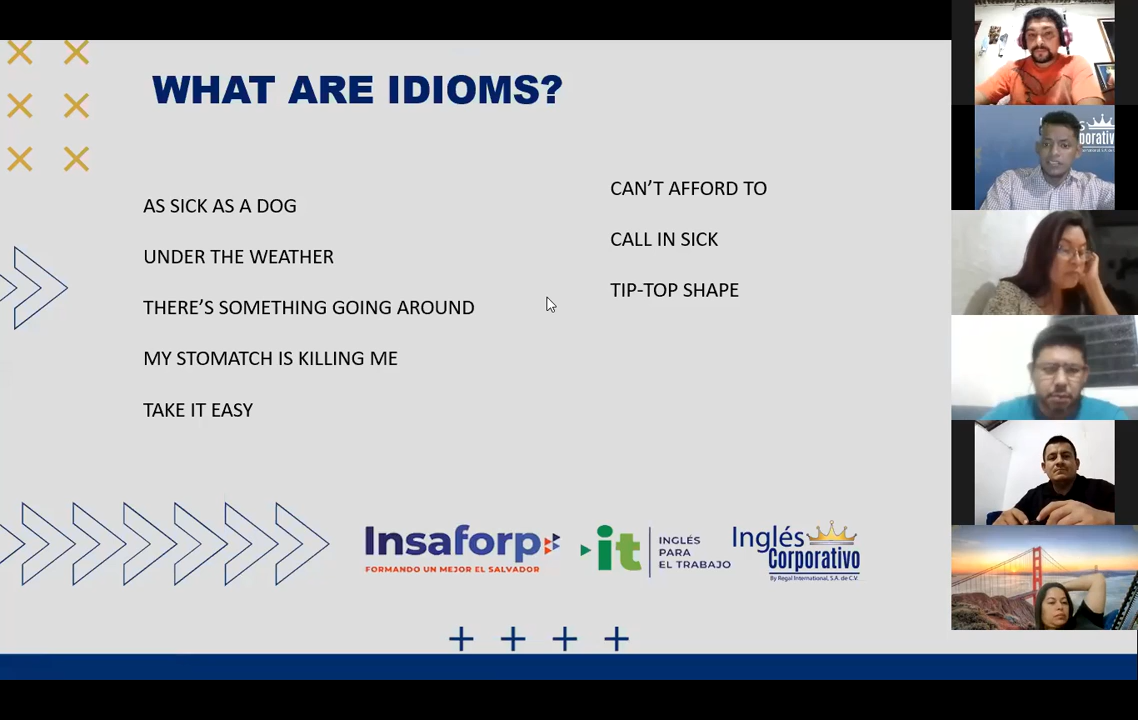 WHAT ARE IDIOMS?
AS SICK AS A DOG
UNDER THE WEATHER
THERE'S SOMETHING GOING AROUND
MY STOMATCH IS KILLING ME
TAKE IT EASY
CAN'T AFFORD TO
CALL IN SICK
TIP-TOP SHAPE
Insaforp
FORMANDO UN MEJOR EL SALVADOR
it
INGLÉS
PARA
EL TRABAJO
Inglés
Corporativo
By Regal International, S.A. de C.V.